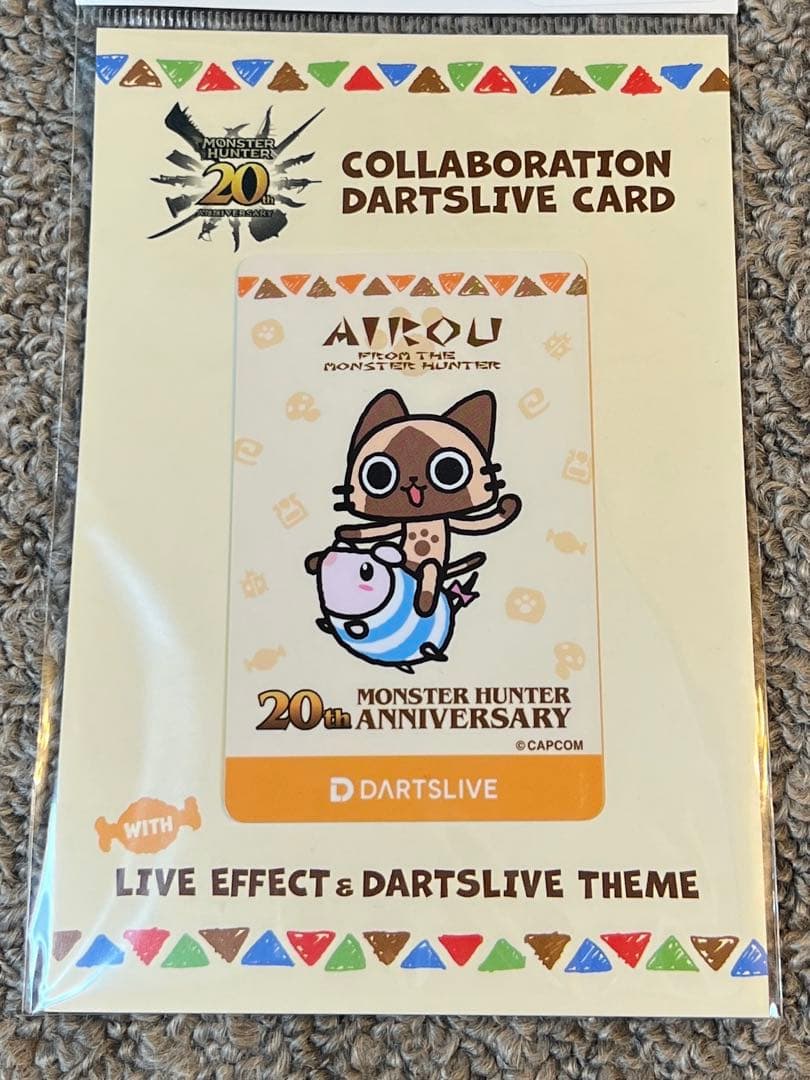 MONSTER HUNTER
20th
ANNIVERSARY
COLLABORATION
DARTSLIVE CARD
AIROU
FROM THE
MONSTER HUNTER
20th MONSTER HUNTER
ANNIVERSARY
©CAPCOM
DARTSLIVE
WITH
LIVE EFFECT & DARTSLIVE THEME